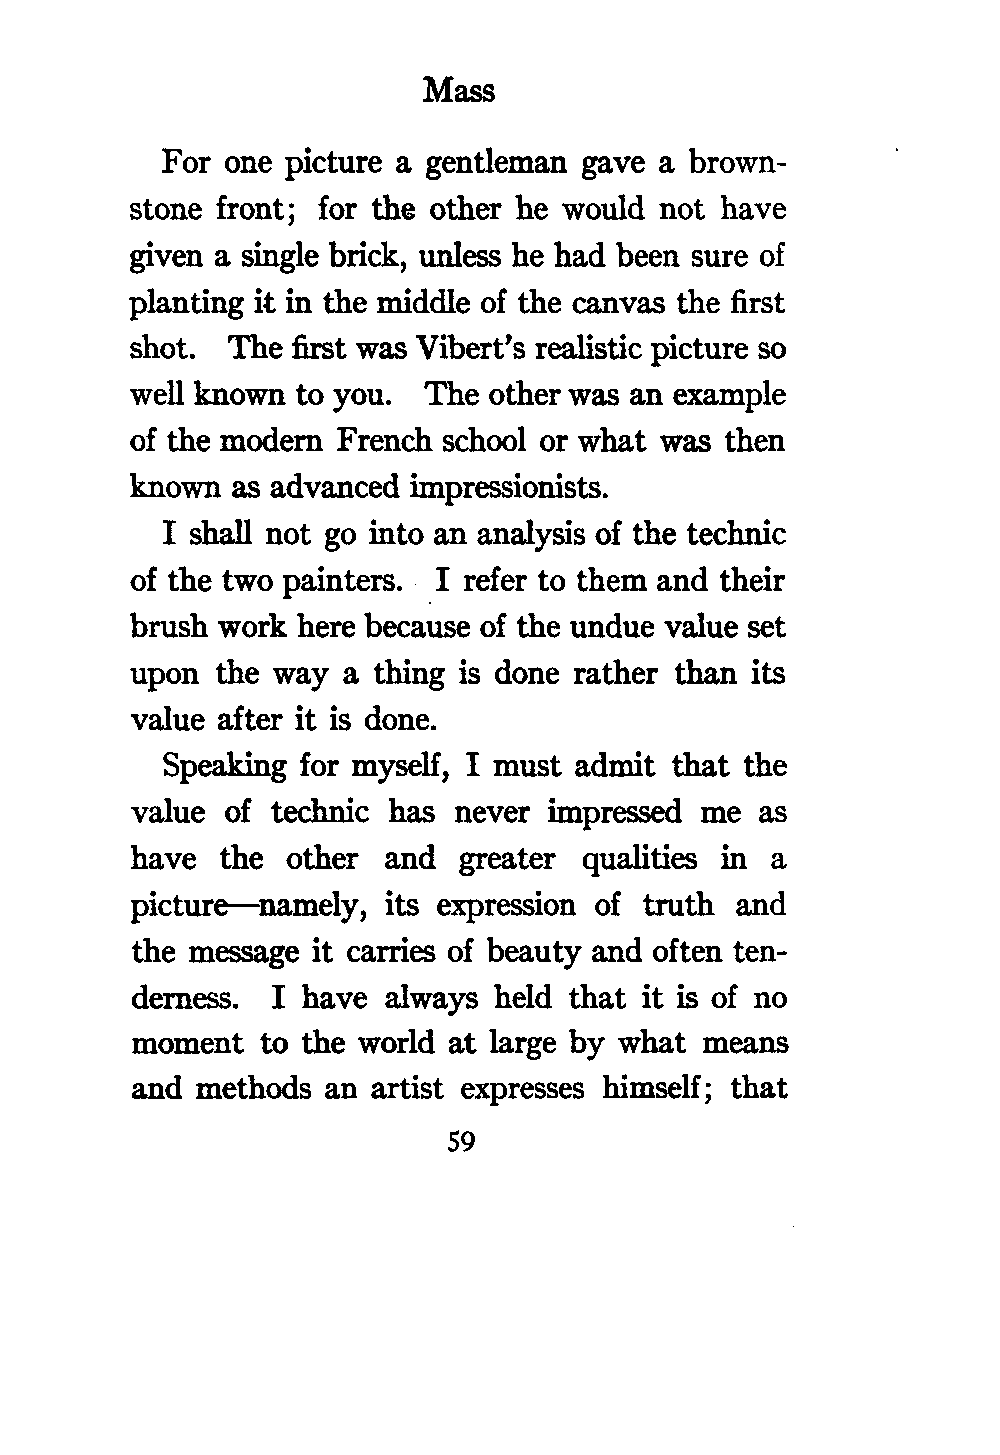 Mass
For one picture a gentleman gave a brown-
stone front; for the other he would not have
given a single brick, unless he had been sure of
planting it in the middle of the canvas the first
shot. The first was Vibert's realistic picture so
well known to you. The other was an example
of the modern French school or what was then
known as advanced impressionists.
I shall not go into an analysis of the technic
of the two painters. I refer to them and their
brush work here because of the undue value set
upon the way a thing is done rather than its
value after it is done.
Speaking for myself, I must admit that the
value of technic has never impressed me as
have the other and greater qualities in a
picture—namely, its expression of truth and
the message it carries of beauty and often ten-
derness. I have always held that it is of no
moment to the world at large by what means
and methods an artist expresses himself; that
59